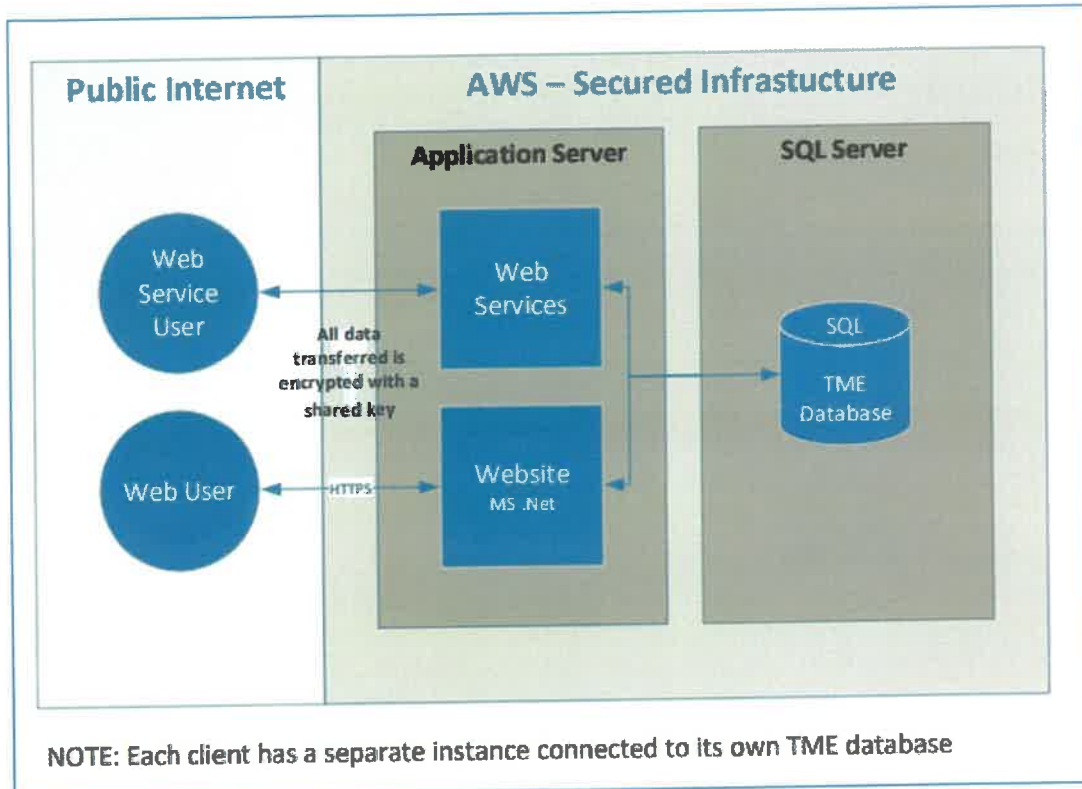 Public Internet
AWS – Secured Infrastucture
Application Server
SQL Server
Web
Service
User
Web
Services
All data
transferred is
encrypted with a
shared key
SQL
TME
Database
Web User
HTTPS
Website
MS .Net
NOTE: Each client has a separate instance connected to its own TME database